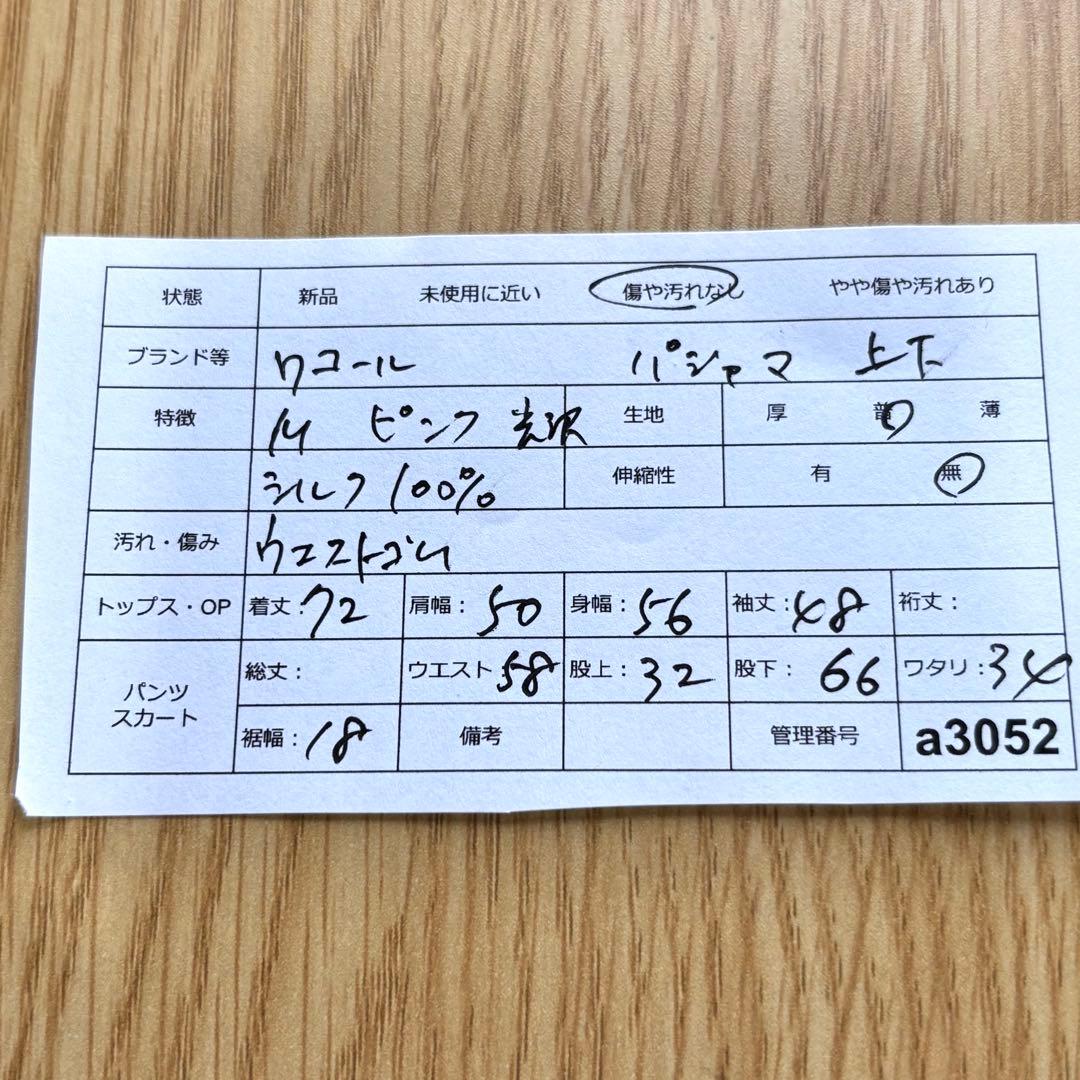 状態 新品 未使用に近い 傷や汚れなし やや傷や汚れあり
ブランド等 ワコール パジャマ 上下
特徴 M ピンク 光沢 生地 厚 普 薄
シルク100% 伸縮性 有 無
汚れ・傷み ウエストゴム
トップス・OP 着丈：72 肩幅：50 身幅：56 袖丈：48 裄丈：
パンツ スカート 総丈： ウエスト：58 股上：32 股下：66 ワタリ：34
裾幅：18 備考 管理番号 a3052